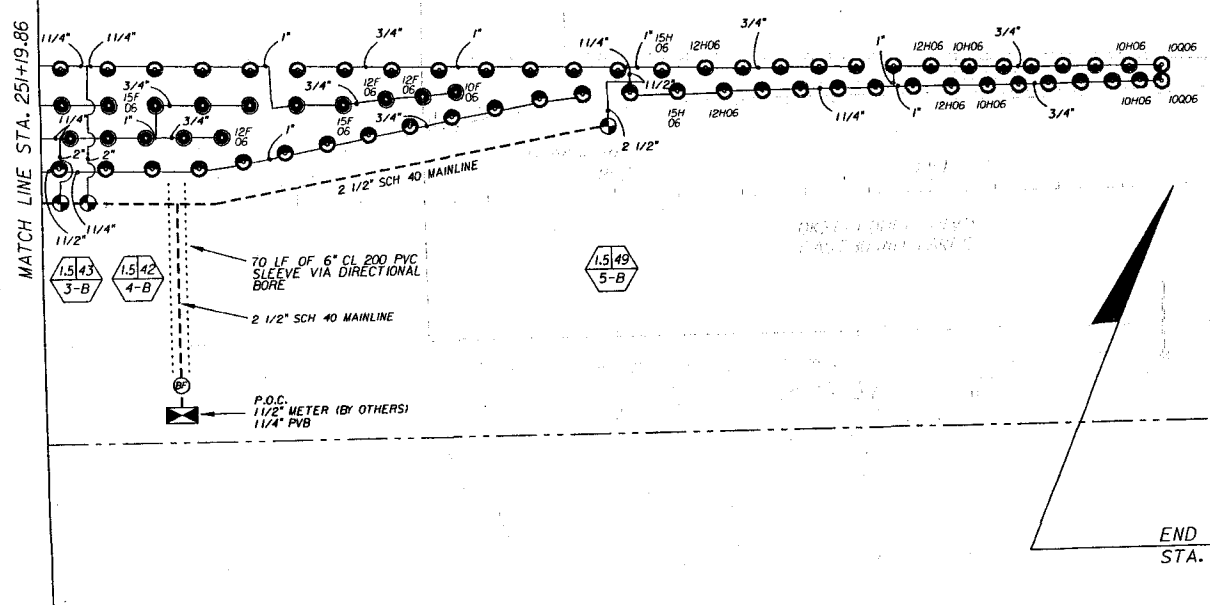 MATCH LINE STA. 251+19.86
11/4"
11/4"
1"
3/4"
1"
11/4"
1"
15H
06
12H06
3/4"
1"
12H06
10H06
3/4"
10H06
10Q06
3/4"
15F
06
3/4"
12F
06
12F
06
10F
06
11/2"
11/4"
1"
3/4"
12F
06
15F
06
3/4"
15H
06
12H06
11/4"
1"
12H06
10H06
3/4"
10H06
10Q06
2"
2"
1"
2 1/2"
2 1/2" SCH 40 MAINLINE
11/4"
11/2"
1.5 43
3-B
1.5 42
4-B
70 LF OF 6" CL 200 PVC
SLEEVE VIA DIRECTIONAL
BORE
1.5 49
5-B
2 1/2" SCH 40 MAINLINE
BF
P.O.C.
11/2" METER (BY OTHERS)
11/4" PVB
END
STA.